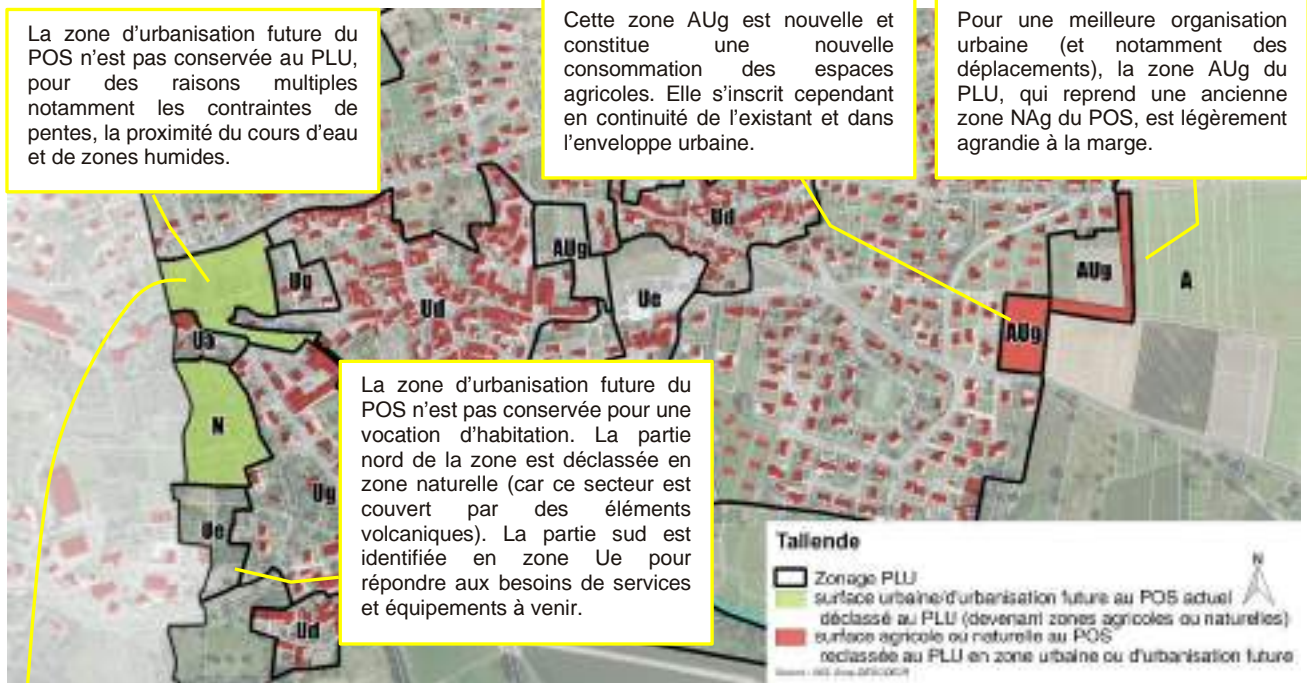 La zone d’urbanisation future du
POS n’est pas conservée au PLU,
pour des raisons multiples
notamment les contraintes de
pentes, la proximité du cours d’eau
et de zones humides.
Cette zone AUg est nouvelle et
constitue une nouvelle
consommation des espaces
agricoles. Elle s’inscrit cependant
en continuité de l’existant et dans
l’enveloppe urbaine.
Pour une meilleure organisation
urbaine (et notamment des
déplacements), la zone AUg du
PLU, qui reprend une ancienne
zone NAg du POS, est légèrement
agrandie à la marge.
Ud
AUg
Ug
Ue
AUg
A
Ud
AUg
N
Ug
Ue
Ud
La zone d’urbanisation future du
POS n’est pas conservée pour une
vocation d’habitation. La partie
nord de la zone est déclassée en
zone naturelle (car ce secteur est
couvert par des éléments
volcaniques). La partie sud est
identifiée en zone Ue pour
répondre aux besoins de services
et équipements à venir.
Tallende
N
Zonage PLU
surface urbaine/d'urbanisation future au POS actuel
déclassé au PLU (devenant zones agricoles ou naturelles)
surface agricole ou naturelle au POS
reclassée au PLU en zone urbaine ou d'urbanisation future